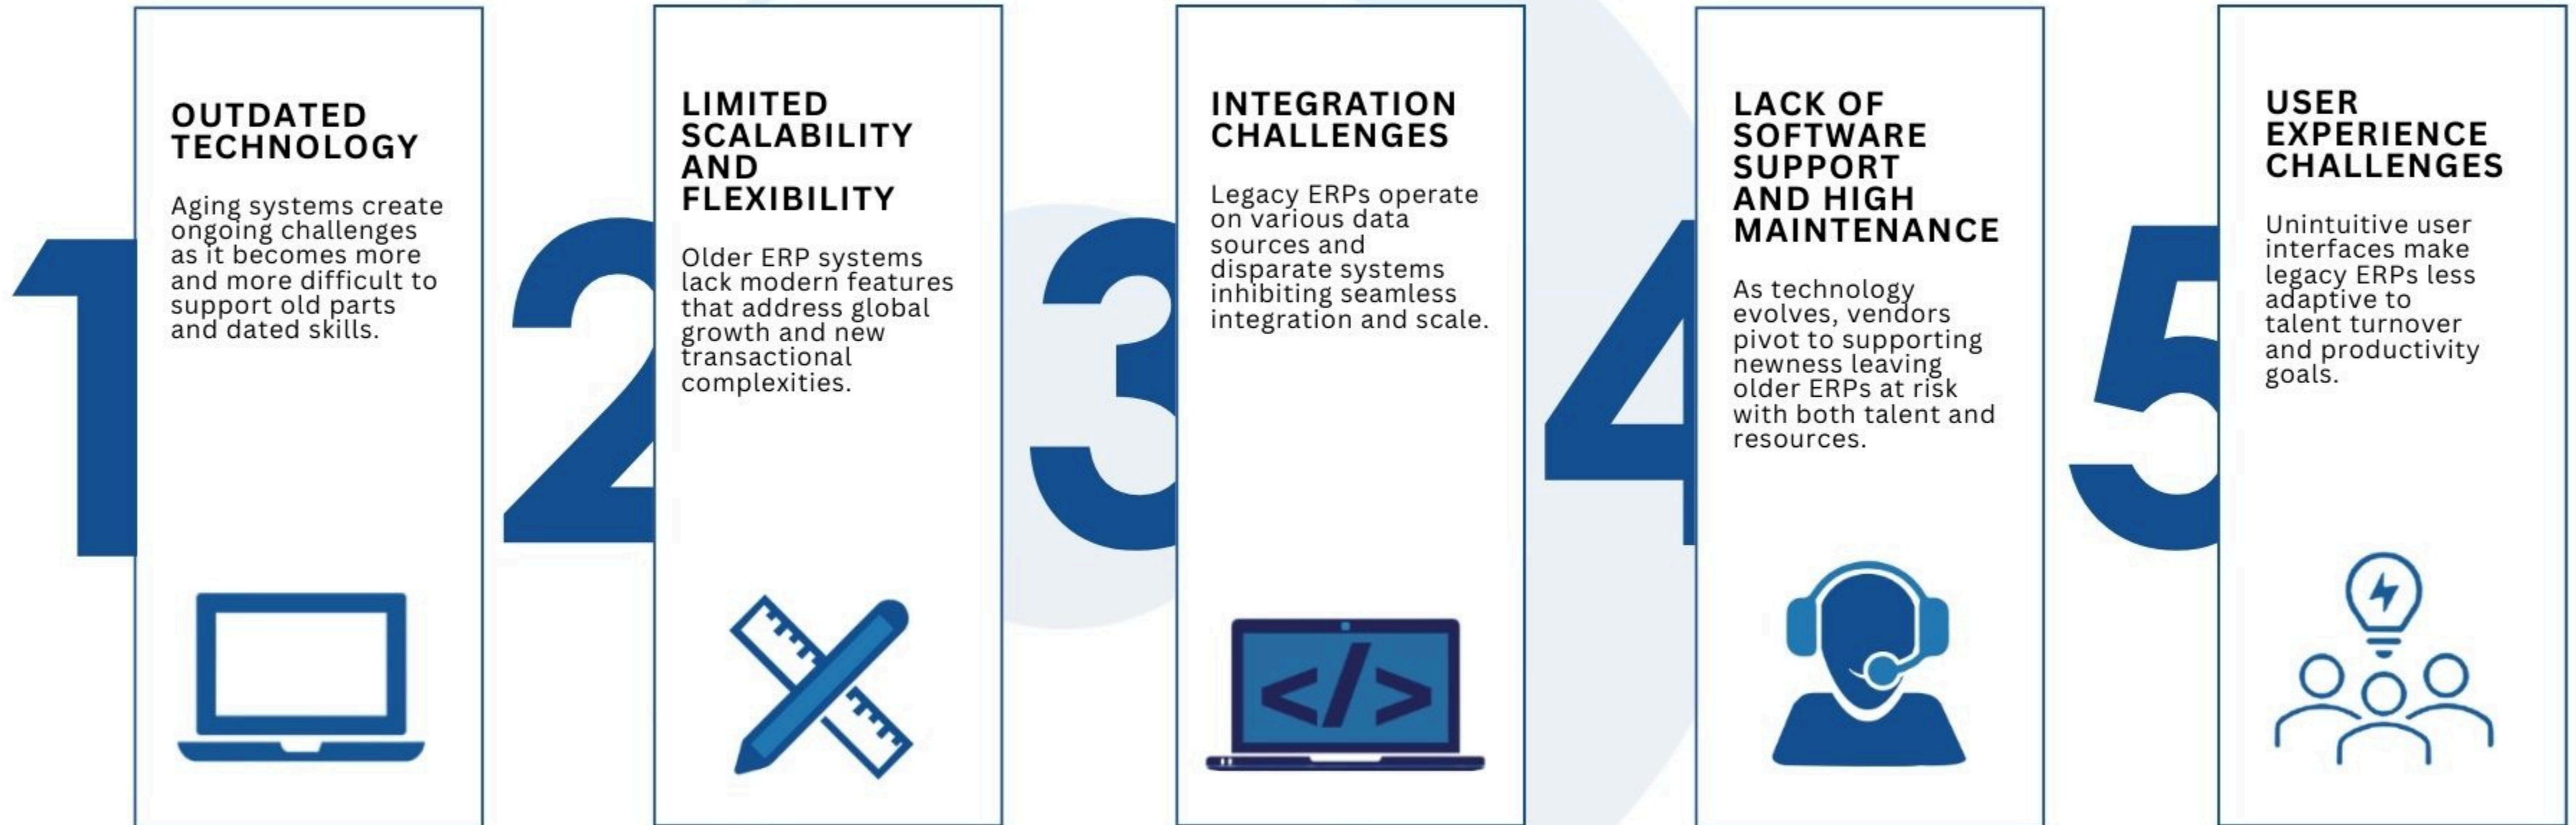 1
OUTDATED
TECHNOLOGY
Aging systems create
ongoing challenges
as it becomes more
and more difficult to
support old parts
and dated skills.
2
LIMITED
SCALABILITY
AND
FLEXIBILITY
Older ERP systems
lack modern features
that address global
growth and new
transactional
complexities.
3
INTEGRATION
CHALLENGES
Legacy ERPs operate
on various data
sources and
disparate systems
inhibiting seamless
integration and scale.
</>
4
LACK OF
SOFTWARE
SUPPORT
AND HIGH
MAINTENANCE
As technology
evolves, vendors
pivot to supporting
newness leaving
older ERPs at risk
with both talent and
resources.
5
USER
EXPERIENCE
CHALLENGES
Unintuitive user
interfaces make
legacy ERPs less
adaptive to
talent turnover
and productivity
goals.